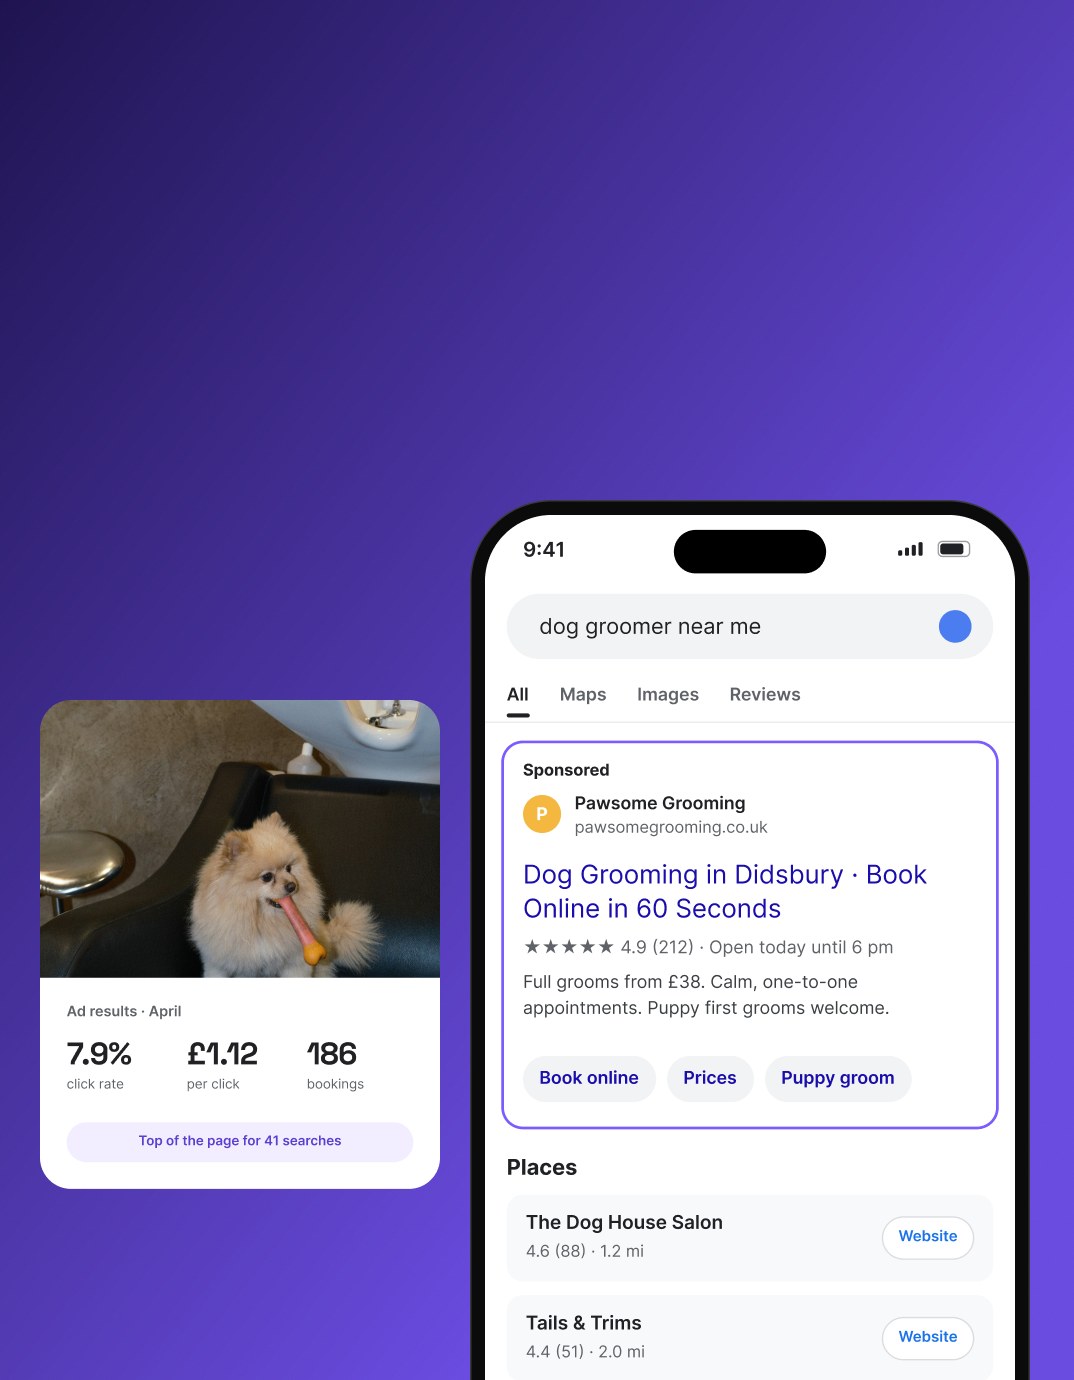 9:41
dog groomer near me
All Maps Images Reviews
Sponsored
P
Pawsome Grooming
pawsomegrooming.co.uk
Dog Grooming in Didsbury · Book
Online in 60 Seconds
★★★★★ 4.9 (212) · Open today until 6 pm
Full grooms from £38. Calm, one-to-one
appointments. Puppy first grooms welcome.
Book online Prices Puppy groom
Places
The Dog House Salon
4.6 (88) · 1.2 mi
Website
Tails & Trims
4.4 (51) · 2.0 mi
Website
Ad results · April
7.9% £1.12 186
click rate per click bookings
Top of the page for 41 searches